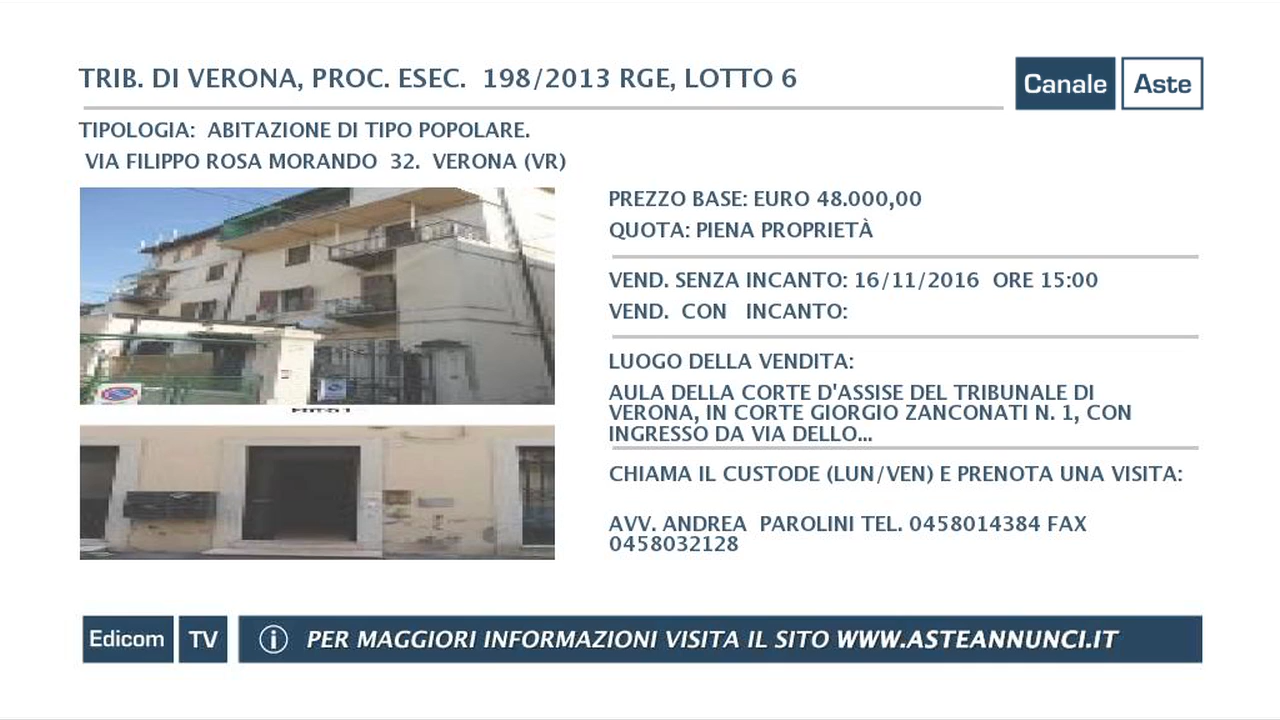 TRIB. DI VERONA, PROC. ESEC.  198/2013 RGE, LOTTO 6
Canale Aste
TIPOLOGIA:  ABITAZIONE DI TIPO POPOLARE.
VIA FILIPPO ROSA MORANDO  32.  VERONA (VR)
PREZZO BASE: EURO 48.000,00
QUOTA: PIENA PROPRIETÀ
VEND. SENZA INCANTO: 16/11/2016  ORE 15:00
VEND.  CON   INCANTO:
LUOGO DELLA VENDITA:
AULA DELLA CORTE D'ASSISE DEL TRIBUNALE DI
VERONA, IN CORTE GIORGIO ZANCONATI N. 1, CON
INGRESSO DA VIA DELLO...
CHIAMA IL CUSTODE (LUN/VEN) E PRENOTA UNA VISITA:
AVV. ANDREA  PAROLINI TEL. 0458014384 FAX
0458032128
Edicom TV
PER MAGGIORI INFORMAZIONI VISITA IL SITO WWW.ASTEANNUNCI.IT